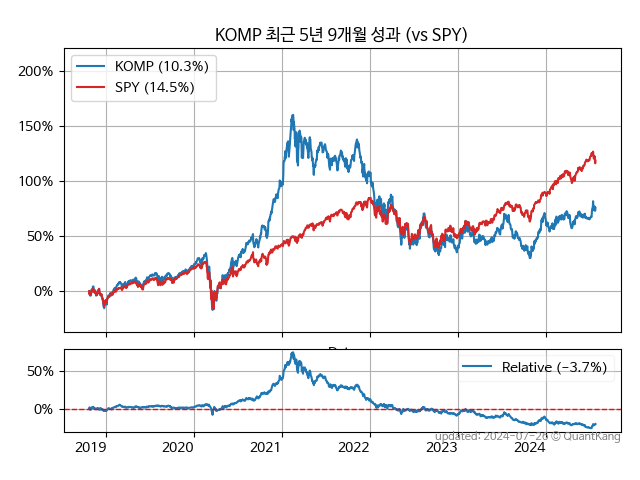 KOMP 최근 5년 9개월 성과 (vs SPY)
KOMP (10.3%)
SPY (14.5%)
200%
150%
100%
50%
0%
Relative (−3.7%)
50%
0%
2019
2020
2021
2022
2023
2024
updated: 2024-07-26 © QuantKang